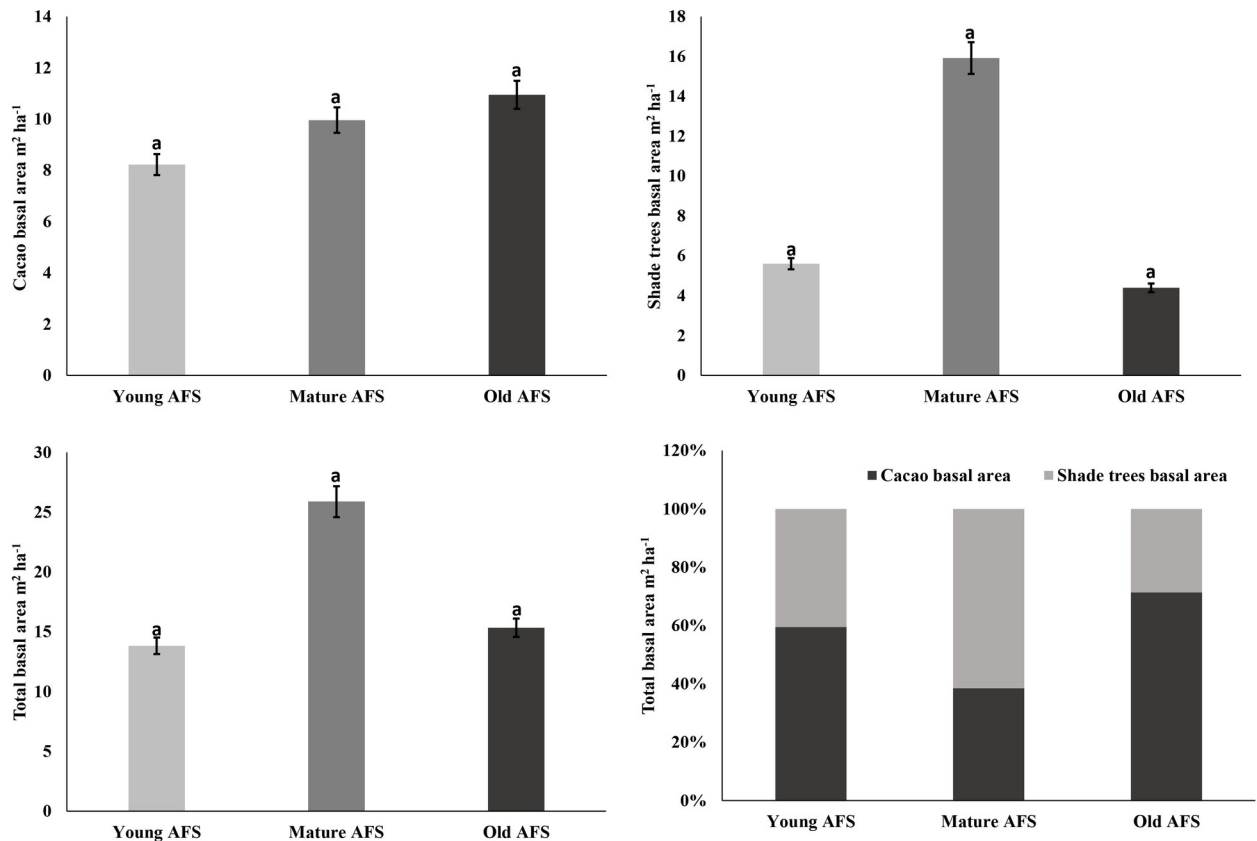 Cacao basal area m² ha⁻¹
14
12
10
8
6
4
2
0
a
a
a
Young AFS
Mature AFS
Old AFS
Shade trees basal area m² ha⁻¹
18
16
14
12
10
8
6
4
2
0
a
a
a
Young AFS
Mature AFS
Old AFS
Total basal area m² ha⁻¹
30
25
20
15
10
5
0
a
a
a
Young AFS
Mature AFS
Old AFS
Total basal area m² ha⁻¹
120%
100%
80%
60%
40%
20%
0%
Cacao basal area
Shade trees basal area
Young AFS
Mature AFS
Old AFS